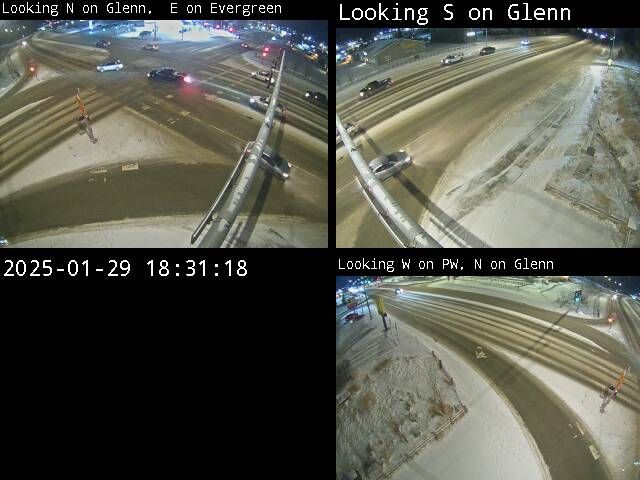 Looking N on Glenn, E on Evergreen
Looking S on Glenn
2025-01-29 18:31:18
Looking W on PW, N on Glenn